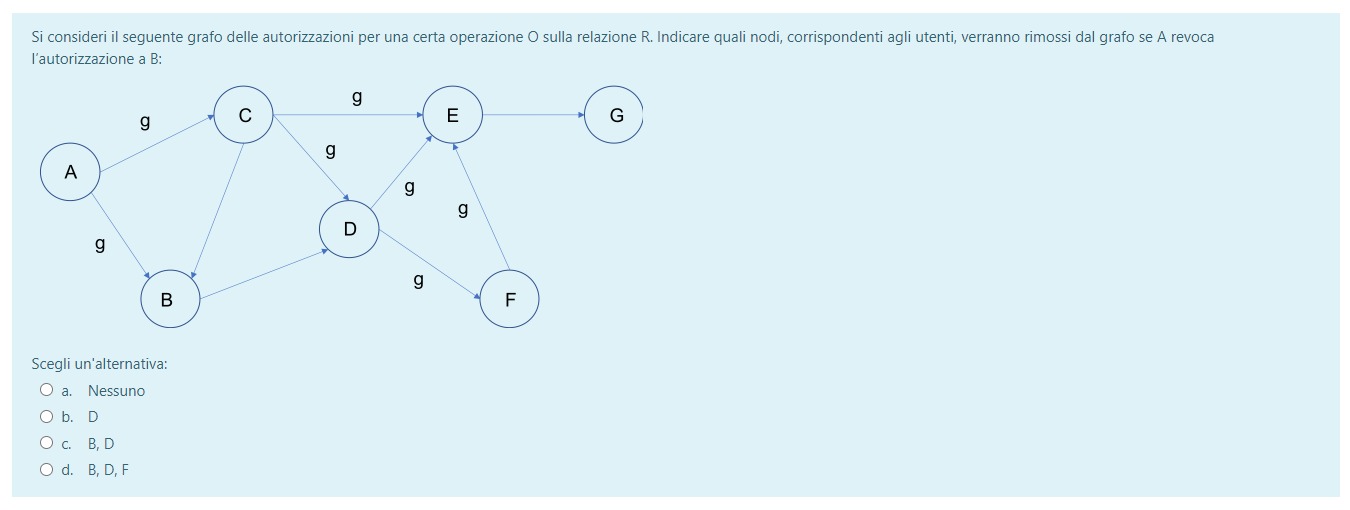 Si consideri il seguente grafo delle autorizzazioni per una certa operazione O sulla relazione R. Indicare quali nodi, corrispondenti agli utenti, verranno rimossi dal grafo se A revoca
l'autorizzazione a B:
g
g
C
E
G
g
A
g
g
D
g
g
B
F
Scegli un'alternativa:
a. Nessuno
b. D
c. B, D
d. B, D, F